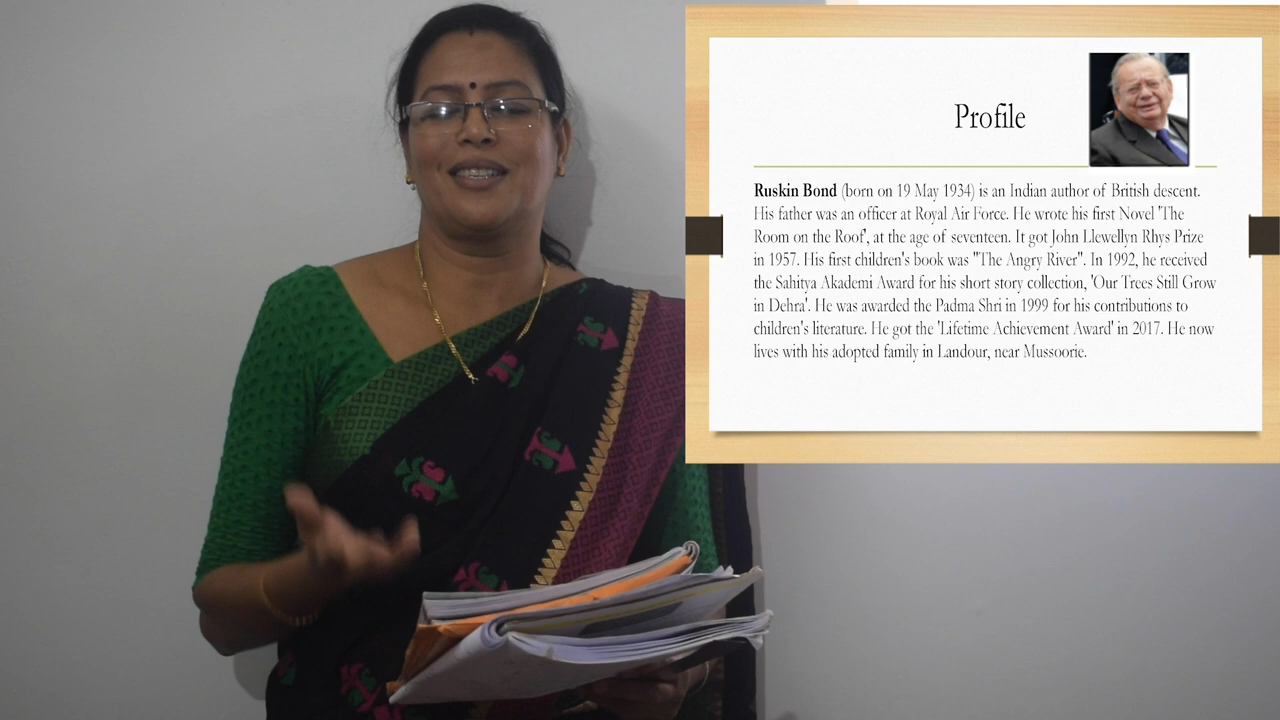 Profile
Ruskin Bond (born on 19 May 1934) is an Indian author of British descent.
His father was an officer at Royal Air Force. He wrote his first Novel 'The
Room on the Roof', at the age of seventeen. It got John Llewellyn Rhys Prize
in 1957. His first children's book was "The Angry River". In 1992, he received
the Sahitya Akademi Award for his short story collection, 'Our Trees Still Grow
in Dehra'. He was awarded the Padma Shri in 1999 for his contributions to
children's literature. He got the 'Lifetime Achievement Award' in 2017. He now
lives with his adopted family in Landour, near Mussoorie.